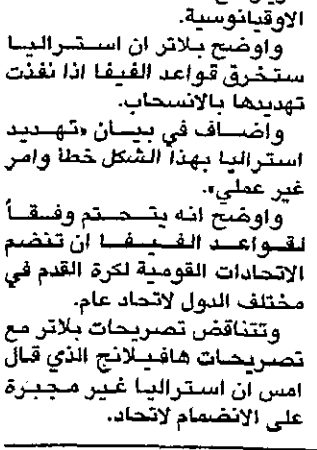 الاوقيانوسية.
واوضح بلاتر ان استراليا
ستخرق قواعد الفيفا اذا نفذت
تهديدها بالانسحاب.
واضاف في بيان «تهديد
استراليا بهذا الشكل خطأ وامر
غير عملي».
واوضح انه يتحتم وفقاً
لقواعد الفيفا ان تنضم
الاتحادات القومية لكرة القدم في
مختلف الدول لاتحاد عام.
وتتناقض تصريحات بلاتر مع
تصريحات هافيلانج الذي قال
امس ان استراليا غير مجبرة
على الانضمام لاتحاد.